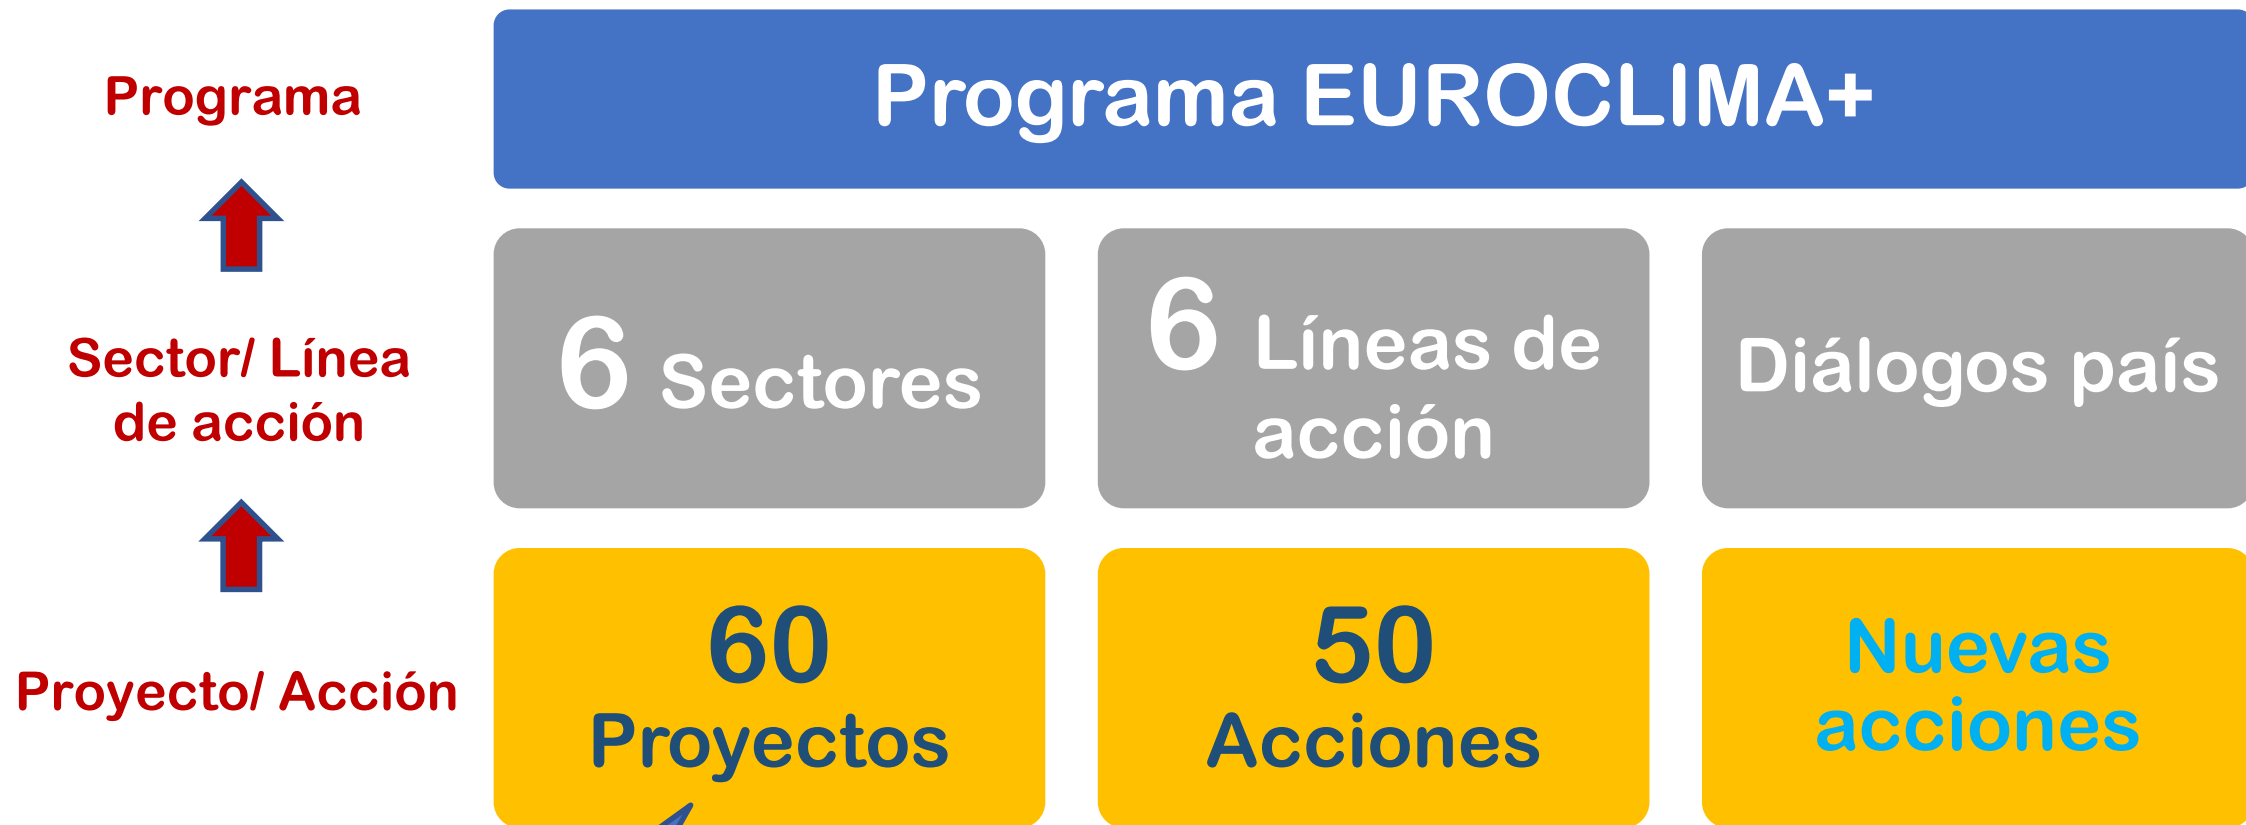 Programa
Programa EUROCLIMA+
Sector/ Línea
de acción
6 Sectores
6 Líneas de
acción
Diálogos país
Proyecto/ Acción
60
Proyectos
50
Acciones
Nuevas
acciones